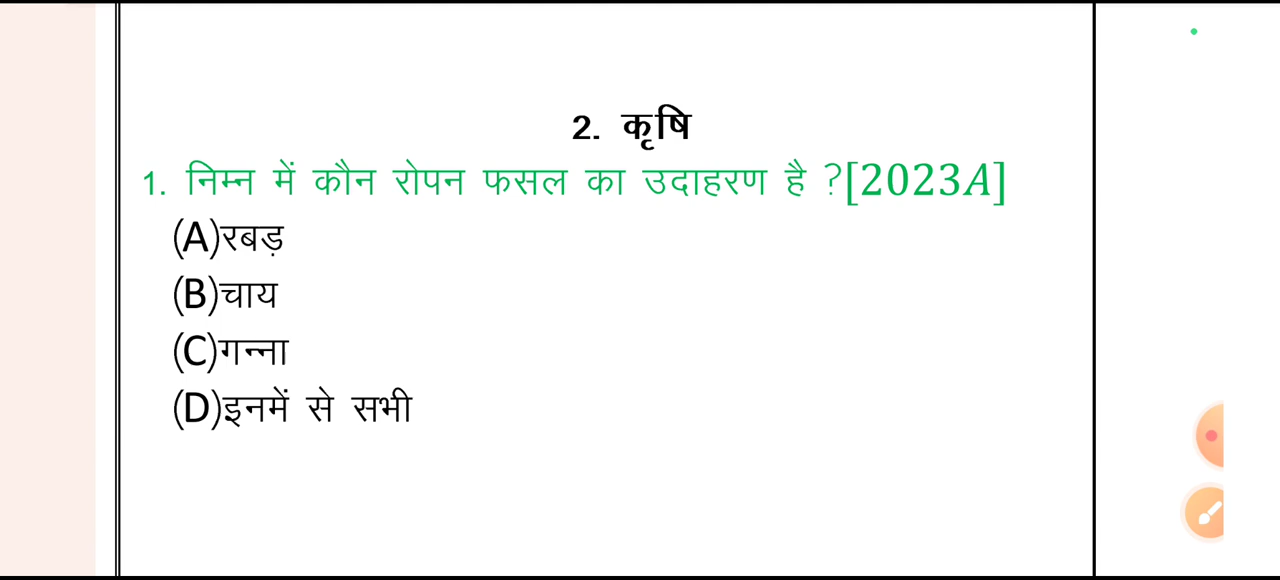 2. कृषि
1. निम्न में कौन रोपन फसल का उदाहरण है ?[2023A]
(A)रबड़
(B)चाय
(C)गन्ना
(D)इनमें से सभी